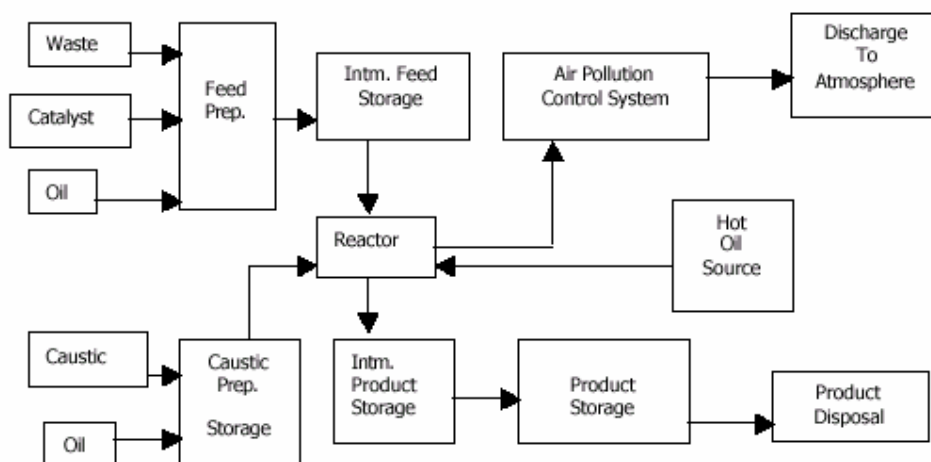 Waste
Catalyst
Oil
Feed
Prep.
Intm. Feed
Storage
Air Pollution
Control System
Discharge
To
Atmosphere
Reactor
Hot
Oil
Source
Caustic
Oil
Caustic
Prep.
Storage
Intm.
Product
Storage
Product
Storage
Product
Disposal